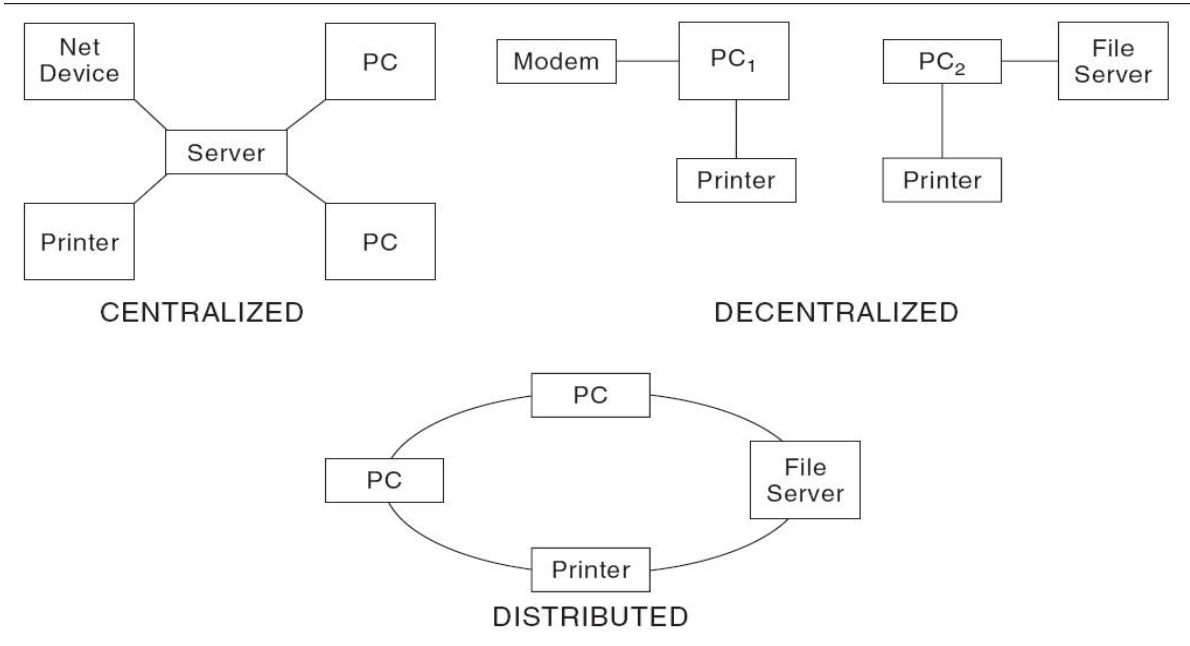 Net
Device
PC
Server
Printer
PC
CENTRALIZED
Modem
PC₁
Printer
PC₂
File
Server
Printer
DECENTRALIZED
PC
PC
File
Server
Printer
DISTRIBUTED